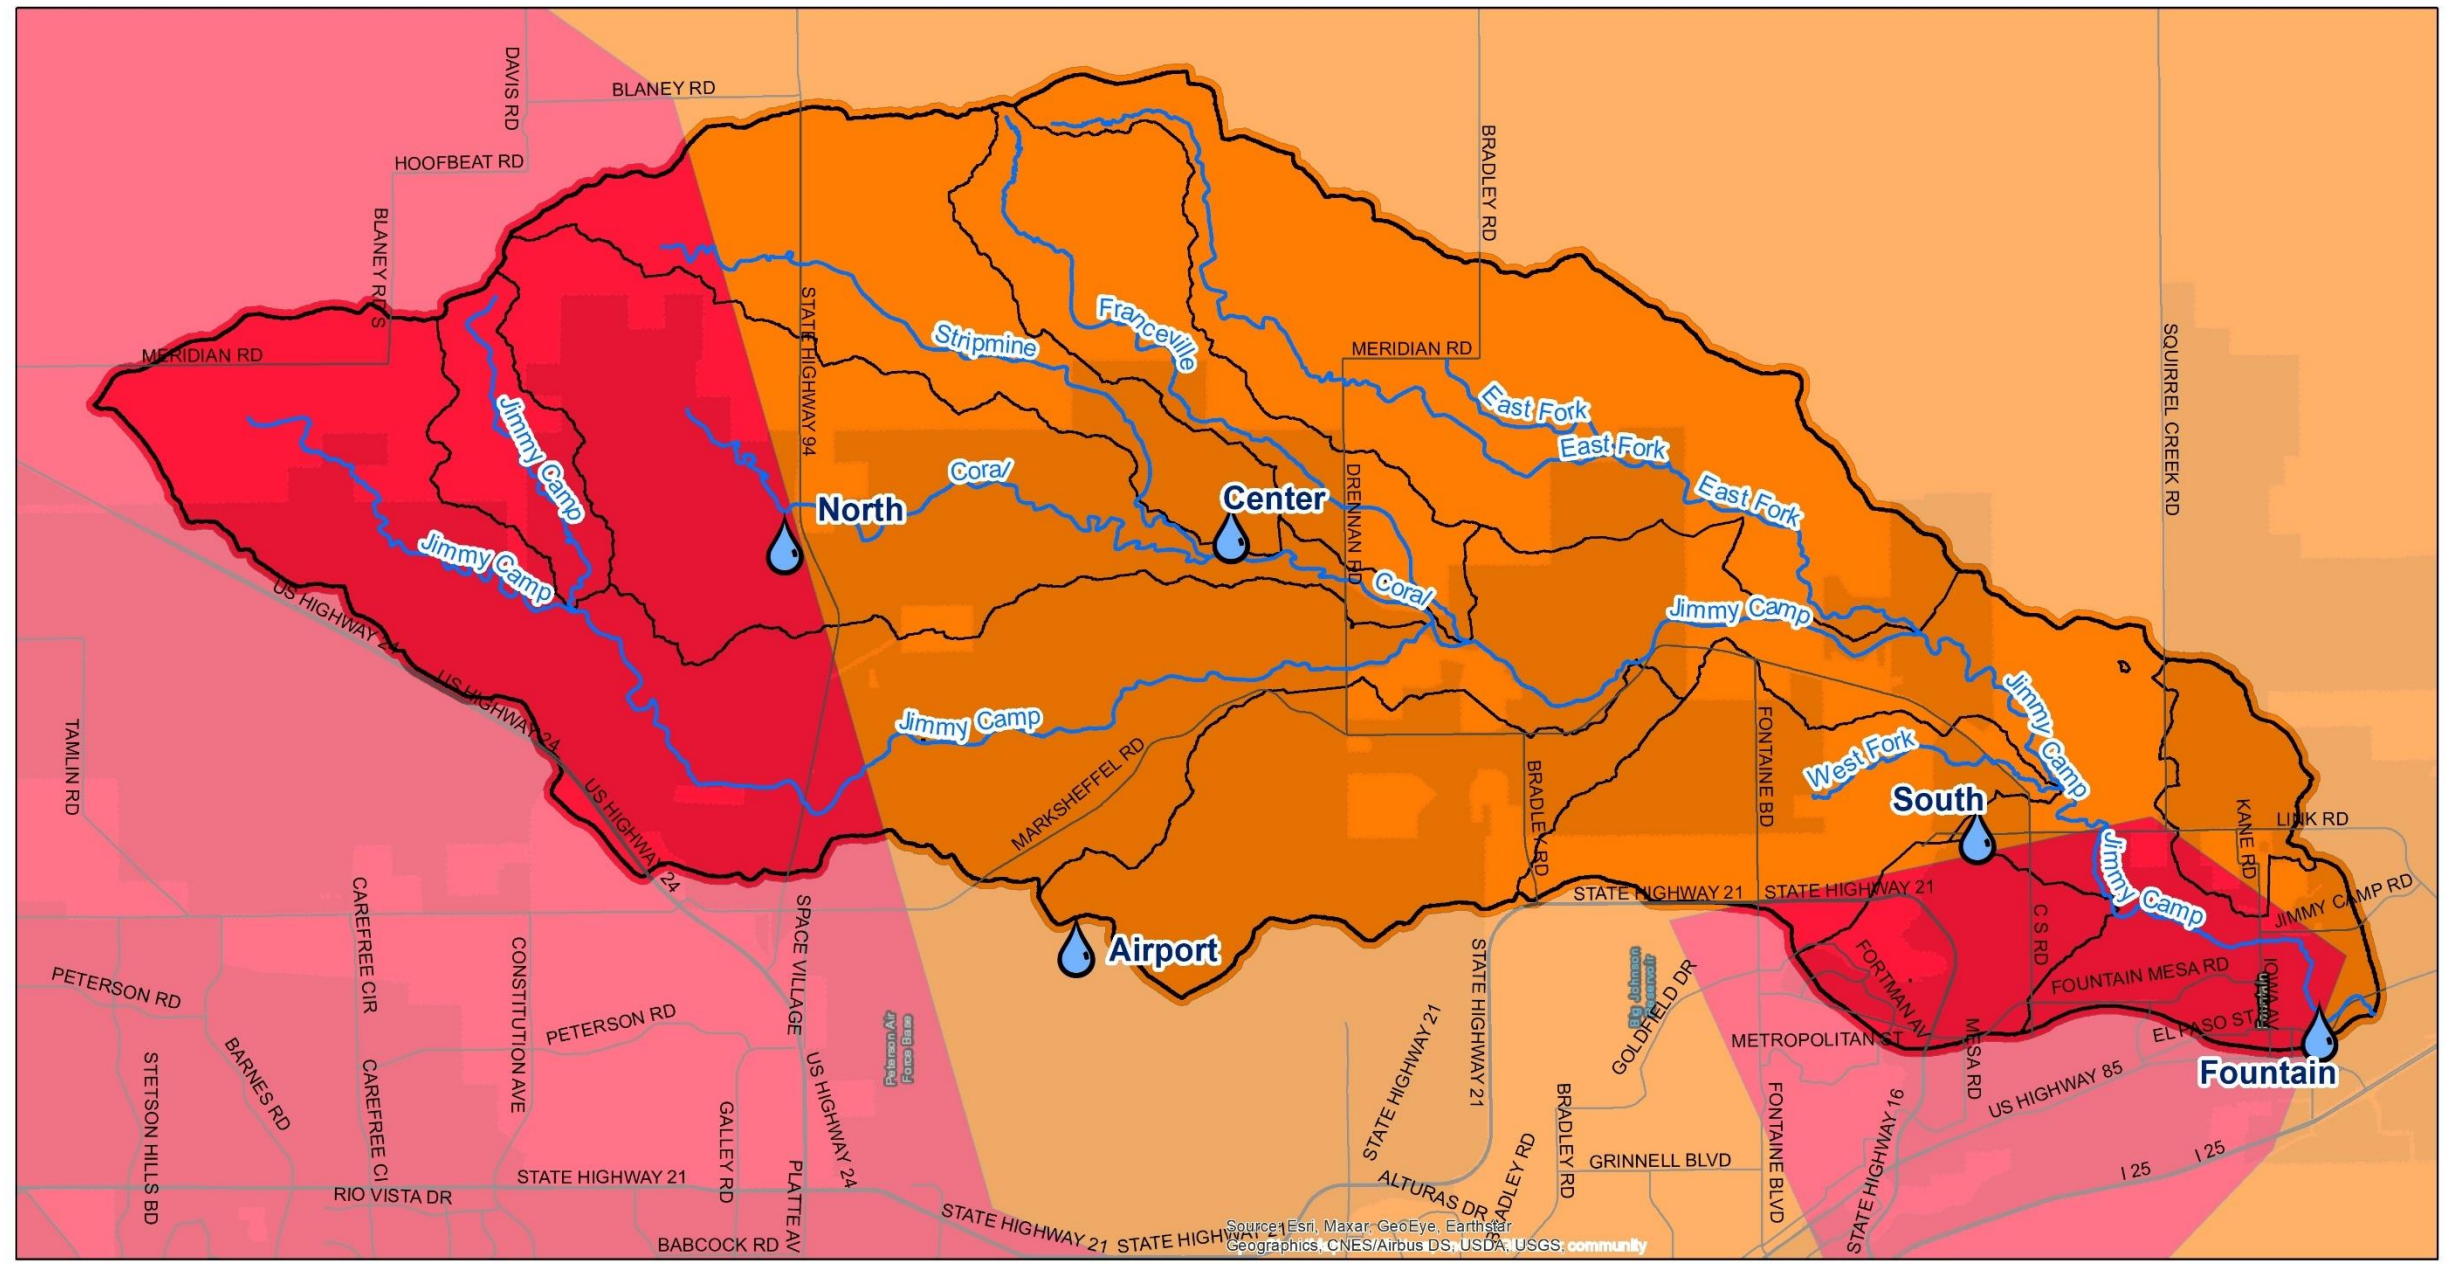 DAVIS RD
BLANEY RD
HOOFBEAT RD
BLANEY RD S
MERIDIAN RD
STATE HIGHWAY 94
BRADLEY RD
SQUIRREL CREEK RD
Stripmine
Franceville
MERIDIAN RD
East Fork
East Fork
East Fork
Jimmy Camp
Jimmy Camp
Coral
North
Center
DRENNAN RD
Coral
Jimmy Camp
US HIGHWAY 24
US HIGHWAY 24
US HIGHWAY 24
TAMLIN RD
Jimmy Camp
MARKSHEFFEL RD
BRADLEY RD
FONTAINE BD
West Fork
South
Jimmy Camp
KANE RD
LINK RD
STATE HIGHWAY 21
STATE HIGHWAY 21
Jimmy Camp
JIMMY CAMP RD
C S RD
FORTMAN AV
FOUNTAIN MESA RD
IOWA AV
Fountain
EL PASO ST
METROPOLITAN ST
MESA RD
Fountain
US HIGHWAY 85
I 25
I 25
Airport
PETERSON RD
CAREFREE CIR
CONSTITUTION AVE
PETERSON RD
SPACE VILLAGE
Peterson Air
Force Base
STATE HIGHWAY 21
STATE HIGHWAY 21
Big Johnson
Reservoir
GOLDFIELD DR
STETSON HILLS BD
BARNES RD
CAREFREE CI
GALLEY RD
PLATTE AV
US HIGHWAY 24
STATE HIGHWAY 21
RIO VISTA DR
BABCOCK RD
STATE HIGHWAY 21
STATE HIGHWAY 21
ALTURAS DR
BRADLEY RD
GRINNELL BLVD
FONTAINE BLVD
STATE HIGHWAY 16
Source: Esri, Maxar, GeoEye, Earthstar
Geographics, CNES/Airbus DS, USDA, USGS,
community